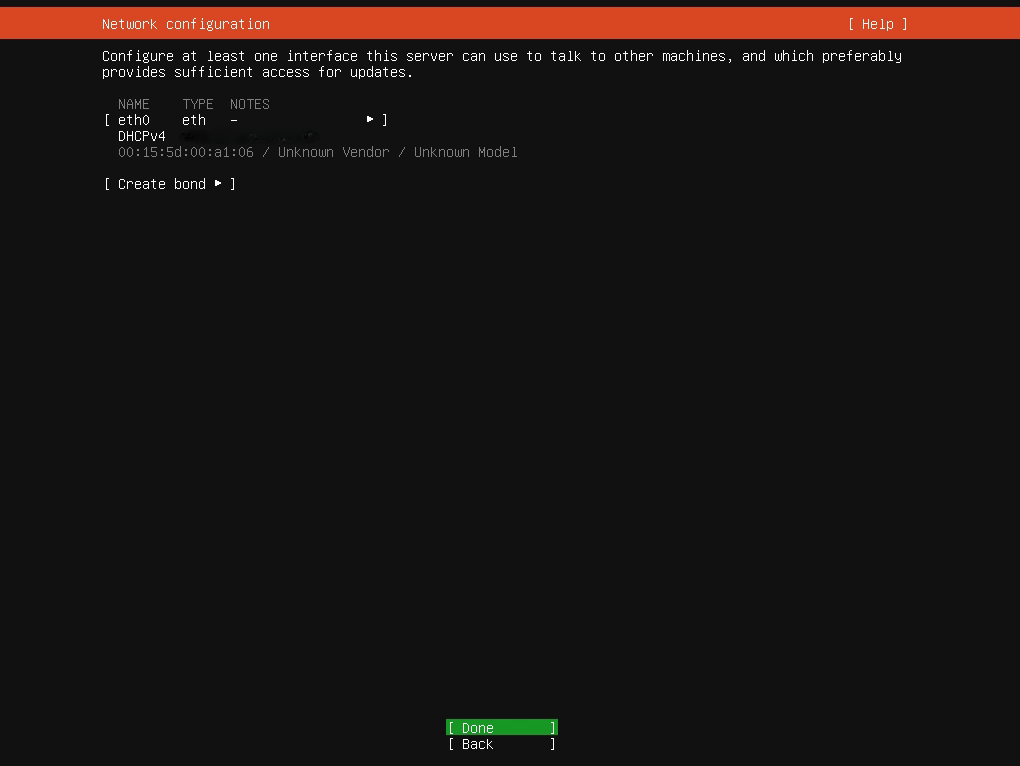 Network configuration [ Help ]
Configure at least one interface this server can use to talk to other machines, and which preferably
provides sufficient access for updates.
NAME TYPE NOTES
[ eth0 eth - ▸ ]
DHCPv4
00:15:5d:00:a1:06 / Unknown Vendor / Unknown Model
[ Create bond ▸ ]
[ Done ]
[ Back ]